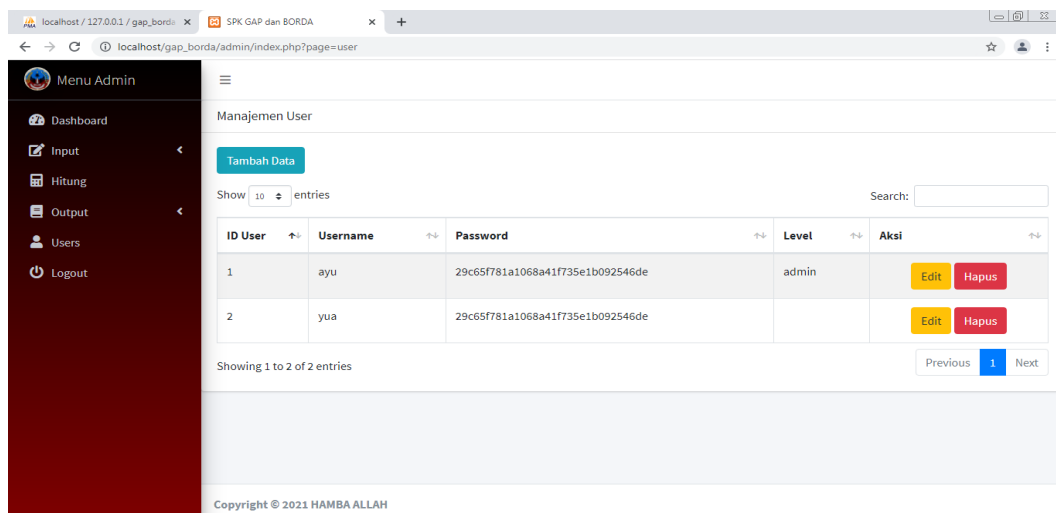 localhost / 127.0.0.1 / gap_borda
SPK GAP dan BORDA
localhost/gap_borda/admin/index.php?page=user
Menu Admin
Dashboard
Input
Hitung
Output
Users
Logout
Manajemen User
Tambah Data
Show 10 entries
Search:
ID User Username Password Level Aksi
1 ayu 29c65f781a1068a41f735e1b092546de admin Edit Hapus
2 yua 29c65f781a1068a41f735e1b092546de Edit Hapus
Showing 1 to 2 of 2 entries
Previous 1 Next
Copyright © 2021 HAMBA ALLAH